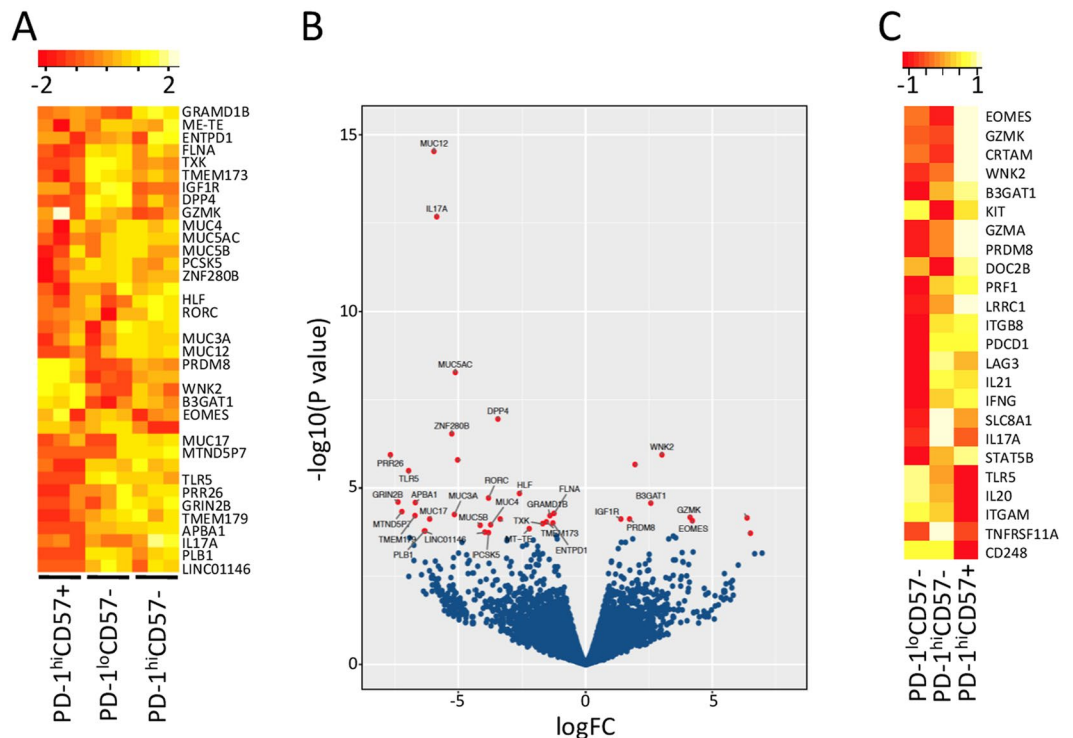 A
-2 2
GRAMD1B
ME-TE
ENTPD1
FLNA
TXK
TMEM173
IGF1R
DPP4
GZMK
MUC4
MUC5AC
MUC5B
PCSK5
ZNF280B
HLF
RORC
MUC3A
MUC12
PRDM8
WNK2
B3GAT1
EOMES
MUC17
MTND5P7
TLR5
PRR26
GRIN2B
TMEM179
APBA1
IL17A
PLB1
LINC01146
PD-1hiCD57+
PD-1loCD57-
PD-1hiCD57-
B
-log10(P value)
15
10
5
0
MUC12
IL17A
MUC5AC
DPP4
ZNF280B
WNK2
PRR26
TLR5
RORC
HLF
FLNA
GRIN2B
APBA1
MUC3A
MUC4
GRAMD1B
B3GAT1
MUC17
MUC5B
TXK
IGF1R
PRDM8
GZMK
EOMES
TMEM179
LINC01146
MT-TE
TMEM173
PLB1
PCSK5
ENTPD1
-5 0 5
logFC
C
-1 1
EOMES
GZMK
CRTAM
WNK2
B3GAT1
KIT
GZMA
PRDM8
DOC2B
PRF1
LRRC1
ITGB8
PDCD1
LAG3
IL21
IFNG
SLC8A1
IL17A
STAT5B
TLR5
IL20
ITGAM
TNFRSF11A
CD248
PD-1loCD57-
PD-1hiCD57-
PD-1hiCD57+